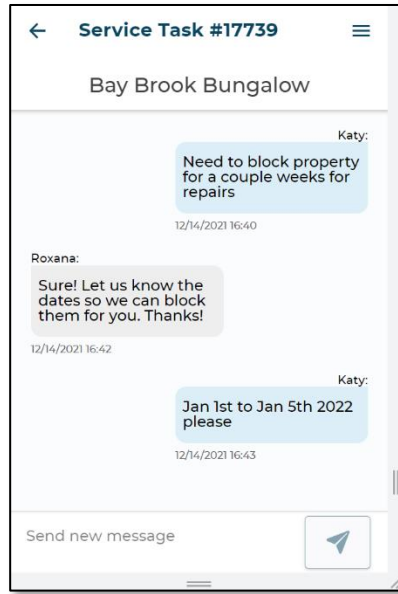 Service Task #17739
Bay Brook Bungalow
Katy:
Need to block property
for a couple weeks for
repairs
12/14/2021 16:40
Roxana:
Sure! Let us know the
dates so we can block
them for you. Thanks!
12/14/2021 16:42
Katy:
Jan 1st to Jan 5th 2022
please
12/14/2021 16:43
Send new message